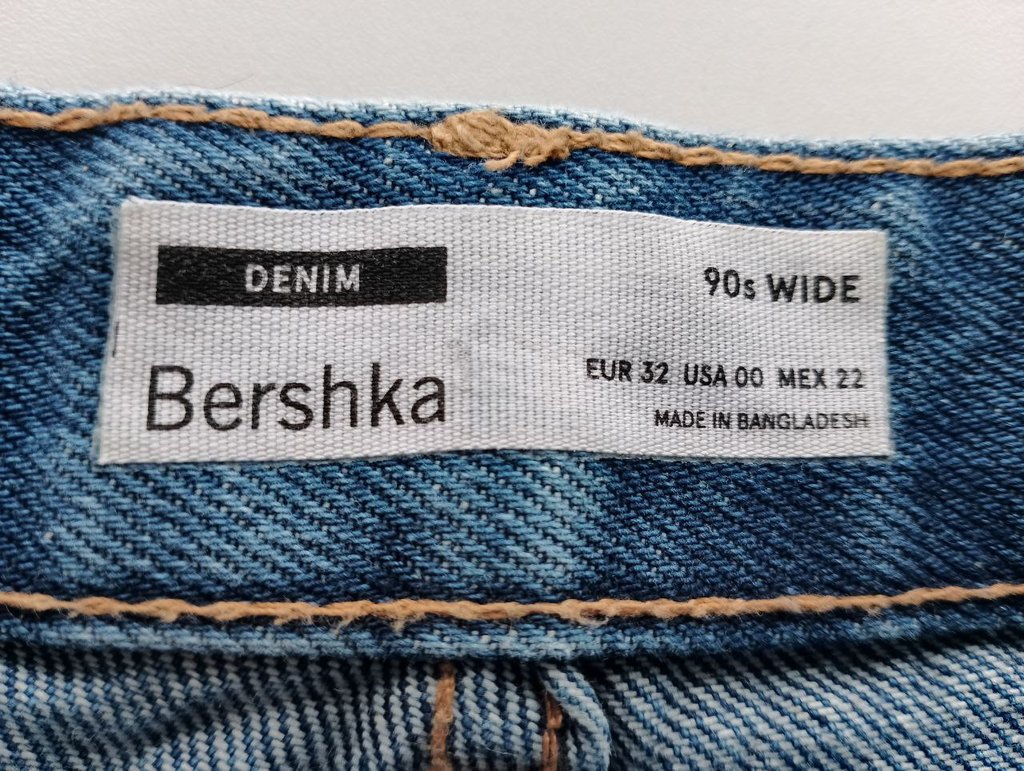 DENIM
90s WIDE
Bershka
EUR 32 USA 00 MEX 22
MADE IN BANGLADESH